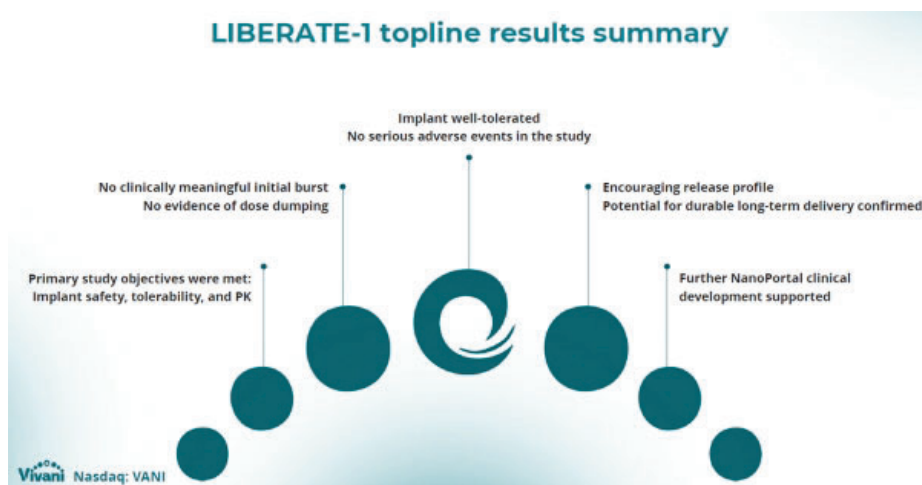 LIBERATE-1 topline results summary
Implant well-tolerated
No serious adverse events in the study
No clinically meaningful initial burst
No evidence of dose dumping
Encouraging release profile
Potential for durable long-term delivery confirmed
Primary study objectives were met:
Implant safety, tolerability, and PK
Further NanoPortal clinical
development supported
Vivani Nasdaq: VANI